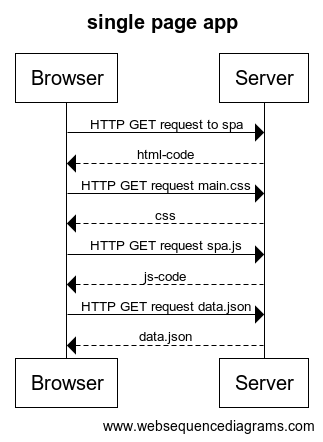 single page app
Browser Server
HTTP GET request to spa
html-code
HTTP GET request main.css
css
HTTP GET request spa.js
js-code
HTTP GET request data.json
data.json
Browser Server
www.websequencediagrams.com